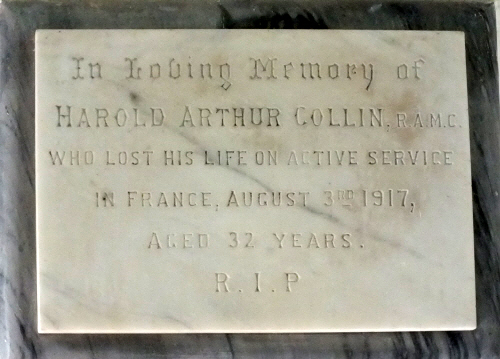 In Loving Memory of
HAROLD ARTHUR COLLIN, R.A.M.C.
WHO LOST HIS LIFE ON ACTIVE SERVICE
IN FRANCE, AUGUST 3RD 1917,
AGED 32 YEARS.
R.I.P